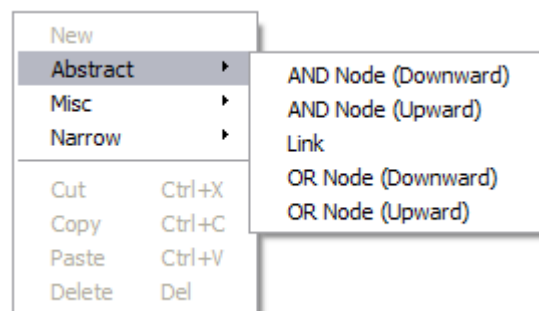 New
Abstract
Misc
Narrow
Cut Ctrl+X
Copy Ctrl+C
Paste Ctrl+V
Delete Del
AND Node (Downward)
AND Node (Upward)
Link
OR Node (Downward)
OR Node (Upward)